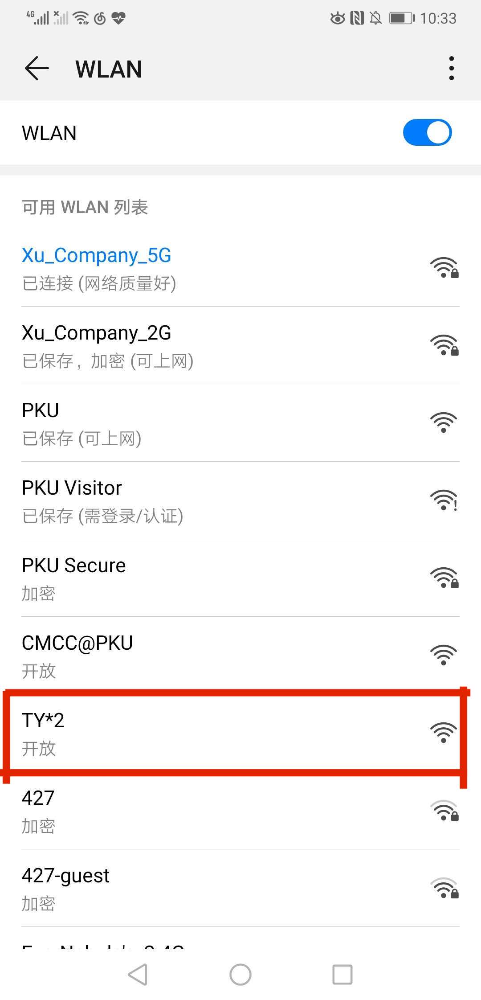 4G 10:33
WLAN
WLAN
可用 WLAN 列表
Xu_Company_5G
已连接 (网络质量好)
Xu_Company_2G
已保存，加密 (可上网)
PKU
已保存 (可上网)
PKU Visitor
已保存 (需登录/认证)
PKU Secure
加密
CMCC@PKU
开放
TY*2
开放
427
加密
427-guest
加密